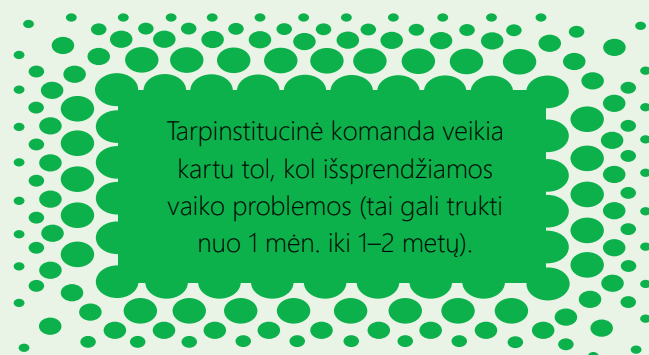 Tarpinstitucinė komanda veikia
kartu tol, kol išsprendžiamos
vaiko problemos (tai gali trukti
nuo 1 mėn. iki 1–2 metų).